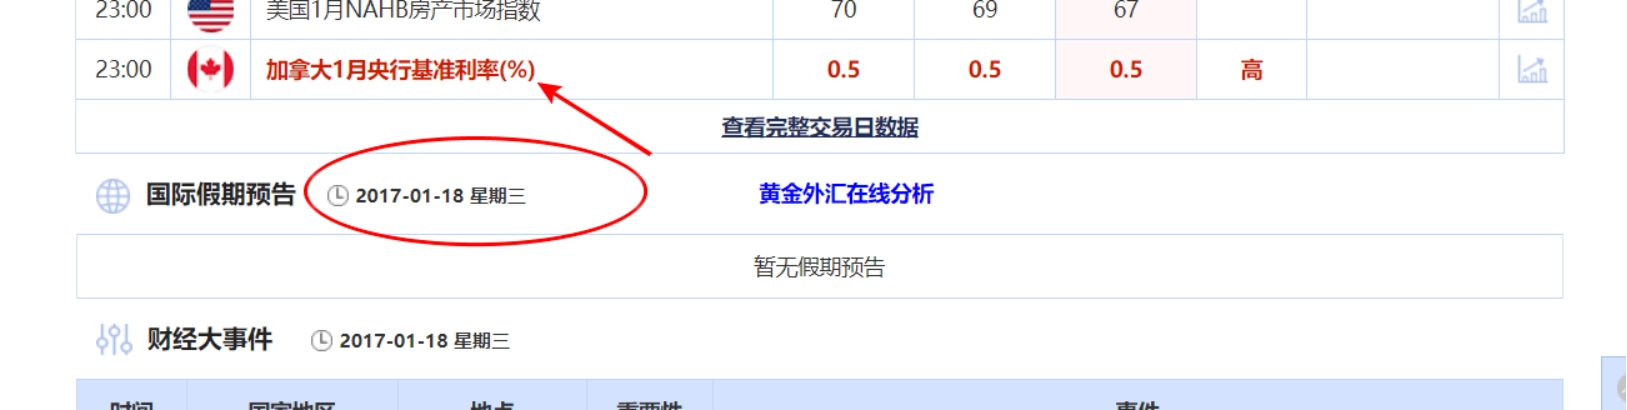 23:00 美国1月NAHB房产市场指数 70 69 67
23:00 加拿大1月央行基准利率(%) 0.5 0.5 0.5 高
查看完整交易日数据
国际假期预告 2017-01-18 星期三 黄金外汇在线分析
暂无假期预告
财经大事件 2017-01-18 星期三
时间 国家地区 地点 重要性 事件